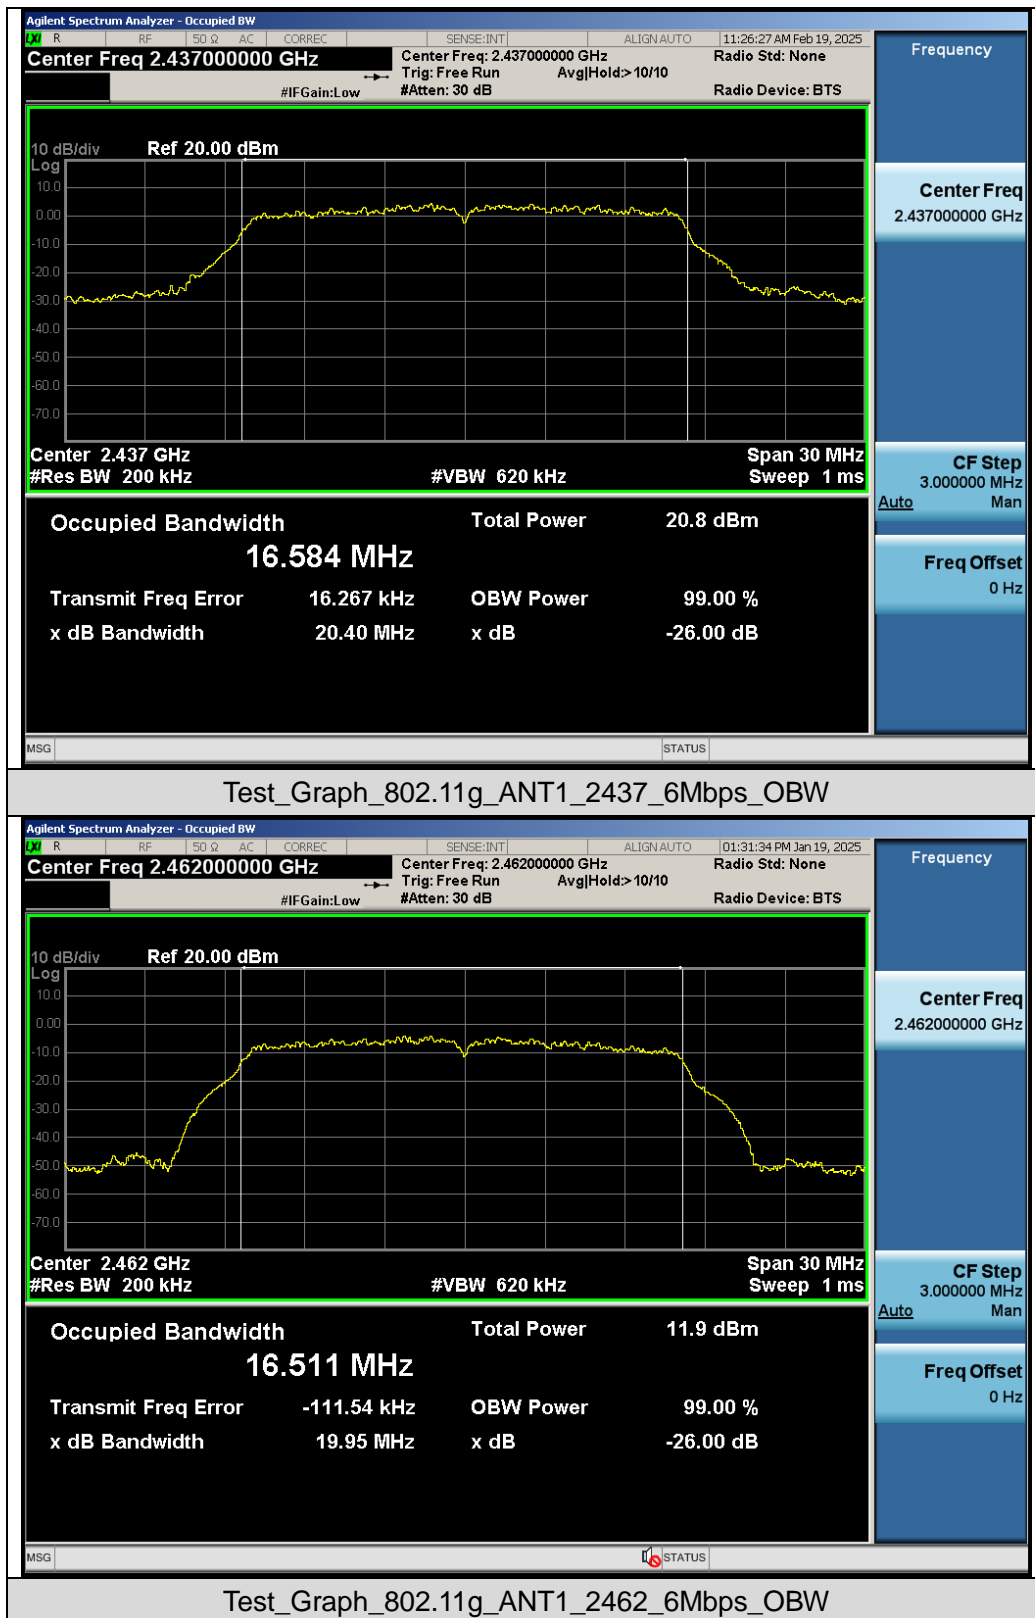 Agilent Spectrum Analyzer - Occupied BW
LXI R RF 50 Ω AC CORREC SENSE:INT ALIGN AUTO 11:26:27 AM Feb 19, 2025
Center Freq 2.437000000 GHz
Center Freq: 2.437000000 GHz Radio Std: None
Trig: Free Run Avg|Hold:>10/10
#IFGain:Low #Atten: 30 dB Radio Device: BTS
Frequency
10 dB/div Ref 20.00 dBm
Log
10.0
0.00
-10.0
-20.0
-30.0
-40.0
-50.0
-60.0
-70.0
Center Freq
2.437000000 GHz
Center 2.437 GHz Span 30 MHz
#Res BW 200 kHz #VBW 620 kHz Sweep 1 ms
CF Step
3.000000 MHz
Auto Man
Occupied Bandwidth Total Power 20.8 dBm
16.584 MHz
Freq Offset
0 Hz
Transmit Freq Error 16.267 kHz OBW Power 99.00 %
x dB Bandwidth 20.40 MHz x dB -26.00 dB
MSG STATUS
Test_Graph_802.11g_ANT1_2437_6Mbps_OBW
Agilent Spectrum Analyzer - Occupied BW
LXI R RF 50 Ω AC CORREC SENSE:INT ALIGN AUTO 01:31:34 PM Jan 19, 2025
Center Freq 2.462000000 GHz
Center Freq: 2.462000000 GHz Radio Std: None
Trig: Free Run Avg|Hold:>10/10
#IFGain:Low #Atten: 30 dB Radio Device: BTS
Frequency
10 dB/div Ref 20.00 dBm
Log
10.0
0.00
-10.0
-20.0
-30.0
-40.0
-50.0
-60.0
-70.0
Center Freq
2.462000000 GHz
Center 2.462 GHz Span 30 MHz
#Res BW 200 kHz #VBW 620 kHz Sweep 1 ms
CF Step
3.000000 MHz
Auto Man
Occupied Bandwidth Total Power 11.9 dBm
16.511 MHz
Freq Offset
0 Hz
Transmit Freq Error -111.54 kHz OBW Power 99.00 %
x dB Bandwidth 19.95 MHz x dB -26.00 dB
MSG STATUS
Test_Graph_802.11g_ANT1_2462_6Mbps_OBW